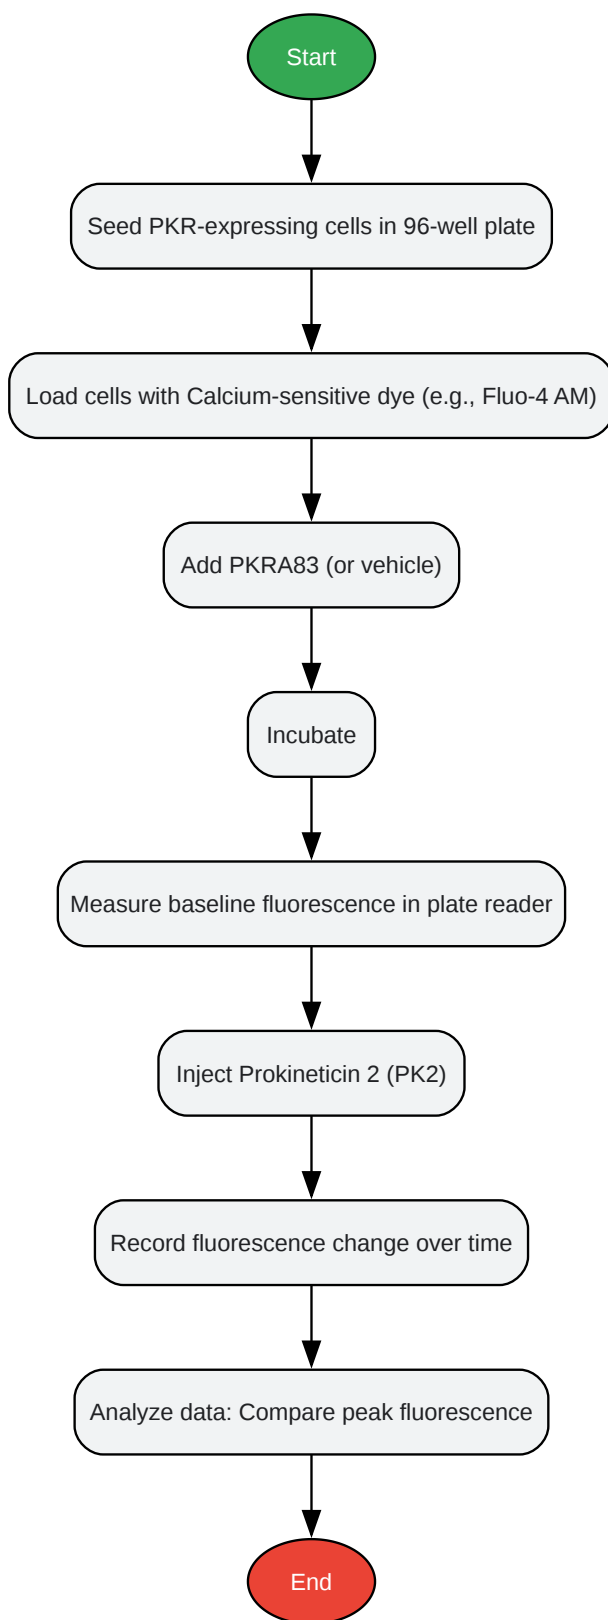 Start
Seed PKR-expressing cells in 96-well plate
Load cells with Calcium-sensitive dye (e.g., Fluo-4 AM)
Add PKRA83 (or vehicle)
Incubate
Measure baseline fluorescence in plate reader
Inject Prokineticin 2 (PK2)
Record fluorescence change over time
Analyze data: Compare peak fluorescence
End